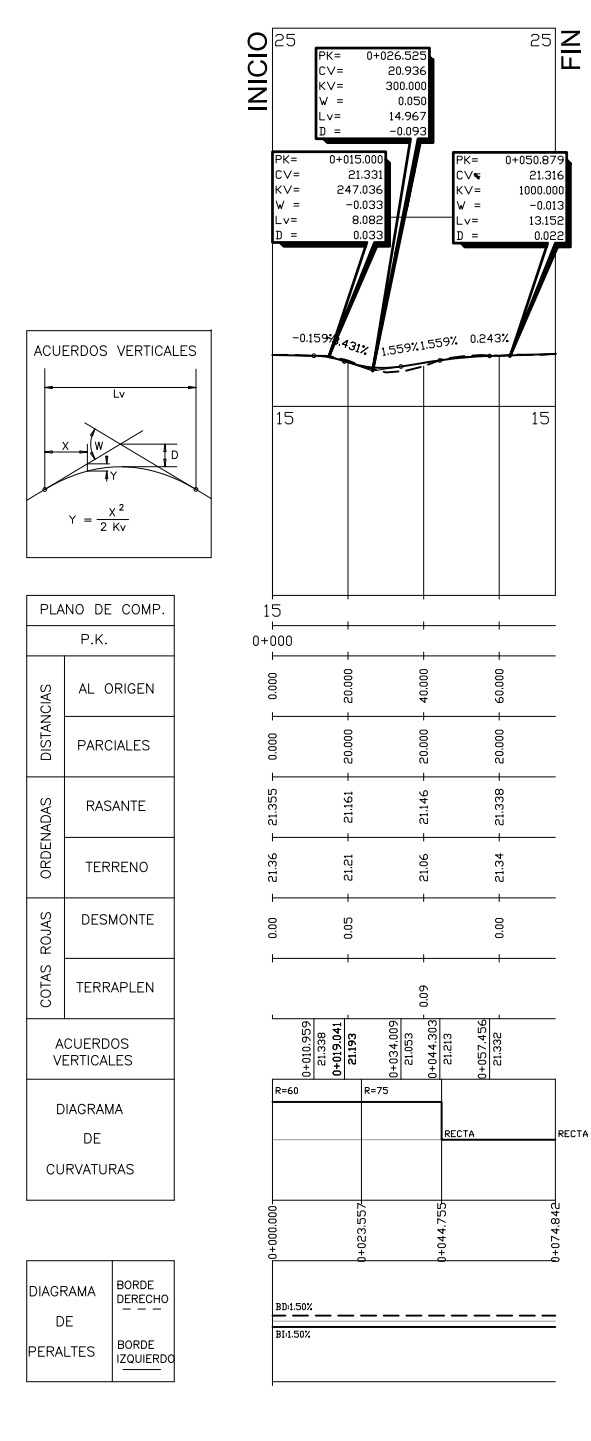 INICIO
25
25
FIN
PK= 0+026.525
CV= 20.936
KV= 300.000
W = 0.050
Lv= 14.967
D = -0.093
PK= 0+015.000
CV= 21.331
KV= 247.036
W = -0.033
Lv= 8.082
D = 0.033
PK= 0+050.879
CV= 21.316
KV= 1000.000
W = -0.013
Lv= 13.152
D = 0.022
-0.159%
.431%
1.559%
1.559%
0.243%
15
15
ACUERDOS VERTICALES
Lv
X
W
D
Y
Y = X 2
2 Kv
PLANO DE COMP.
15
P.K.
0+000
DISTANCIAS
AL ORIGEN
0.000
20.000
40.000
60.000
PARCIALES
0.000
20.000
20.000
20.000
ORDENADAS
RASANTE
21.355
21.161
21.146
21.338
TERRENO
21.36
21.21
21.06
21.34
COTAS ROJAS
DESMONTE
0.00
0.05
0.00
TERRAPLEN
0.09
ACUERDOS
VERTICALES
0+010.959
21.338
0+019.041
21.193
0+034.009
21.053
0+044.303
21.213
0+057.456
21.332
DIAGRAMA
DE
CURVATURAS
R=60
R=75
RECTA
RECTA
0+000.000
0+023.557
0+044.755
0+074.842
DIAGRAMA
DE
PERALTES
BORDE
DERECHO
BORDE
IZQUIERDO
BD:1.50%
BI:1.50%